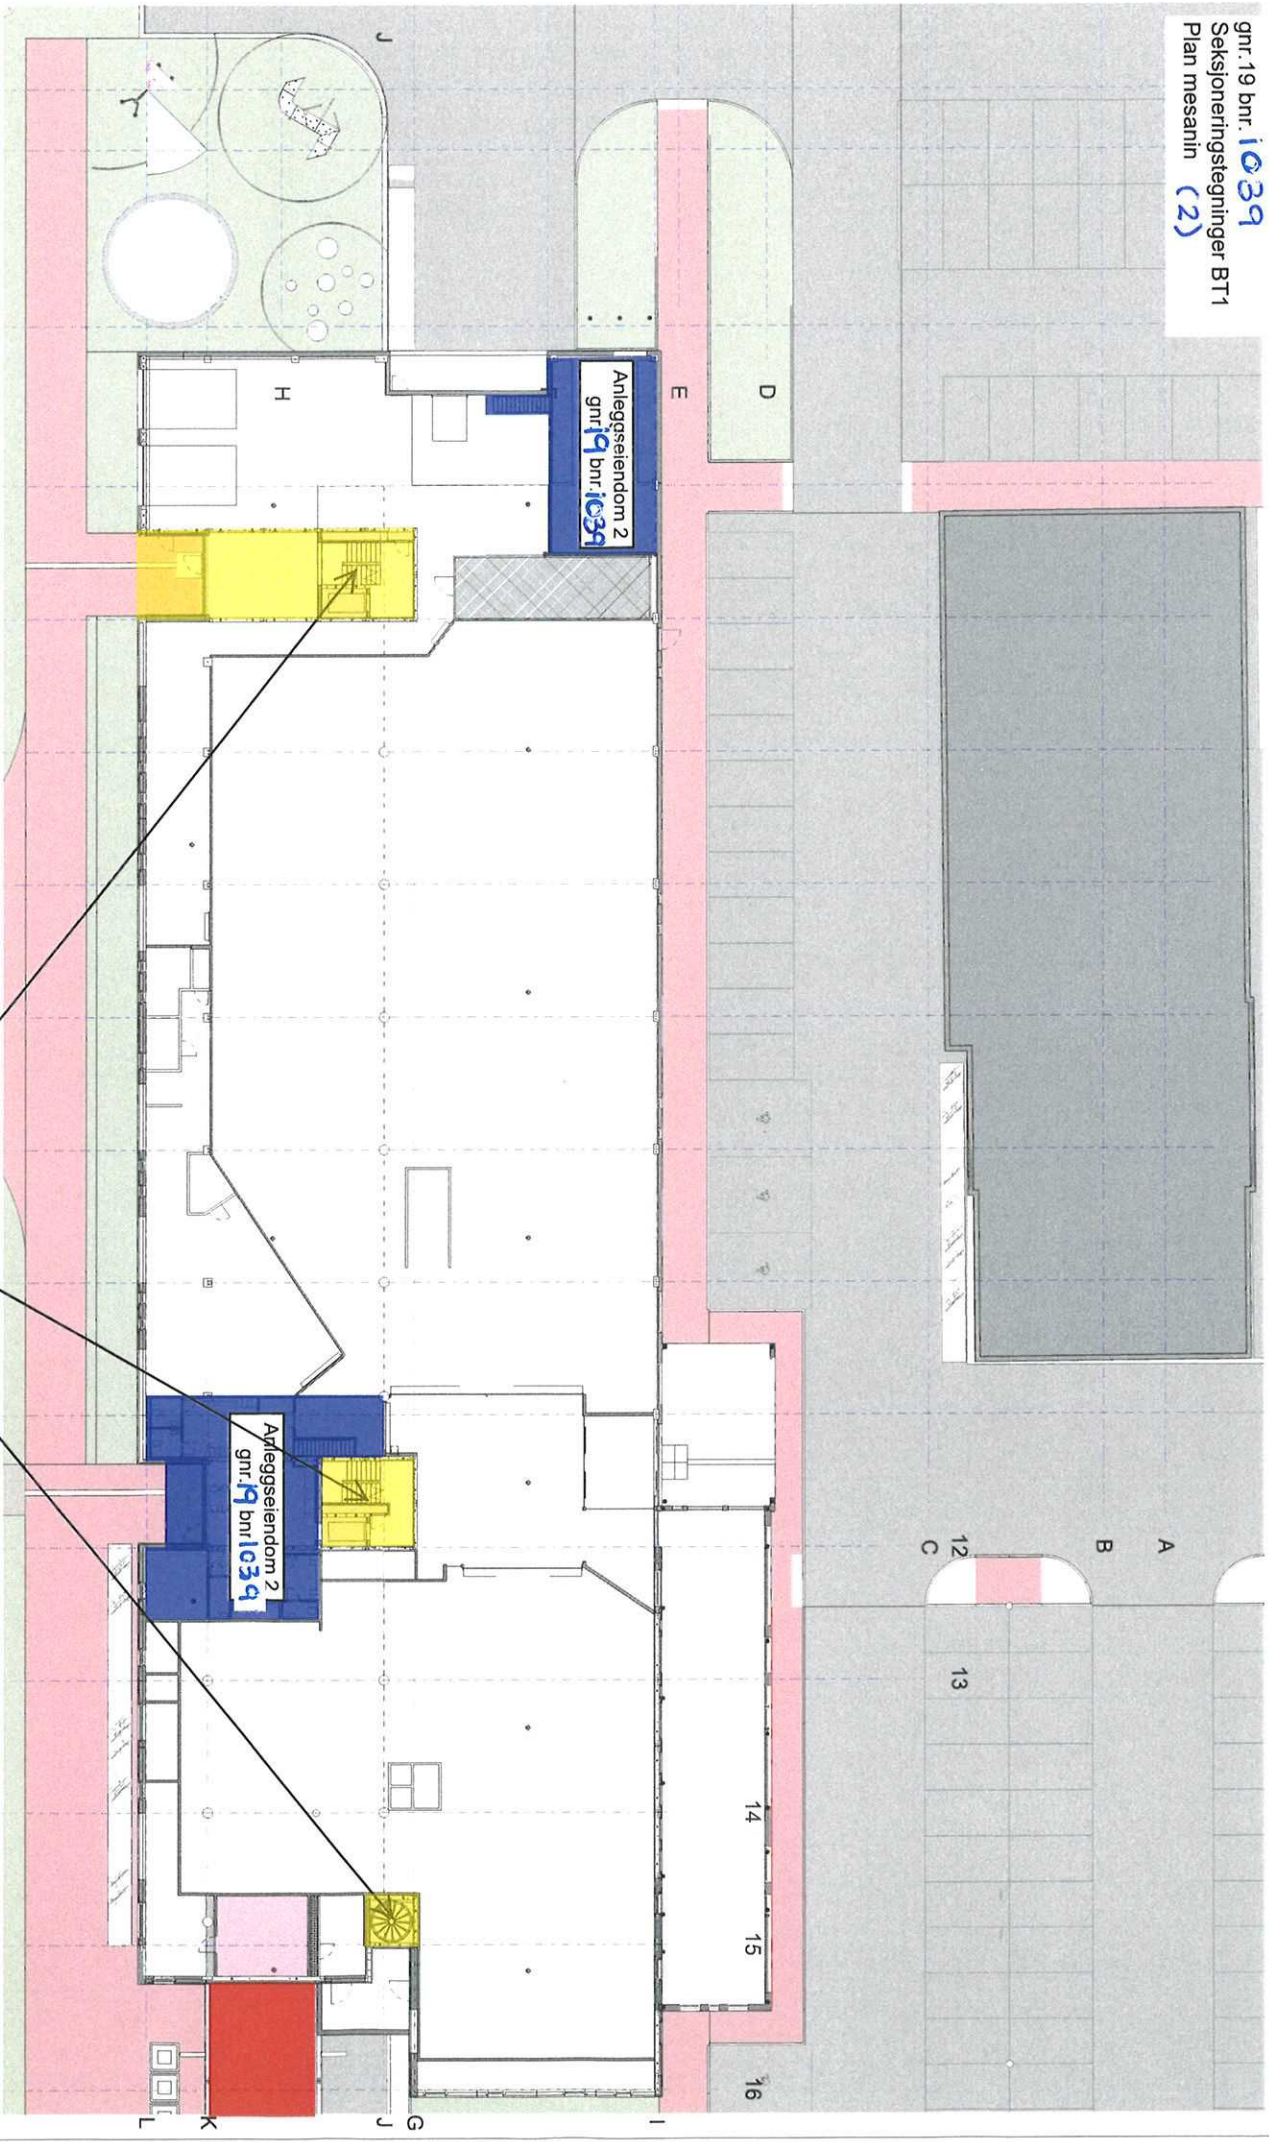 gnr.19 bnr. 1039
Seksjoneringstegninger BT1
Plan mesanin (2)
J
H
E
D
Anleggseiendom 2
gnr 19 bnr. 1039
Anleggseiendom 2
gnr. 19 bnr 1039
A
B
12
C
13
14
15
16
I
G
J
K
L